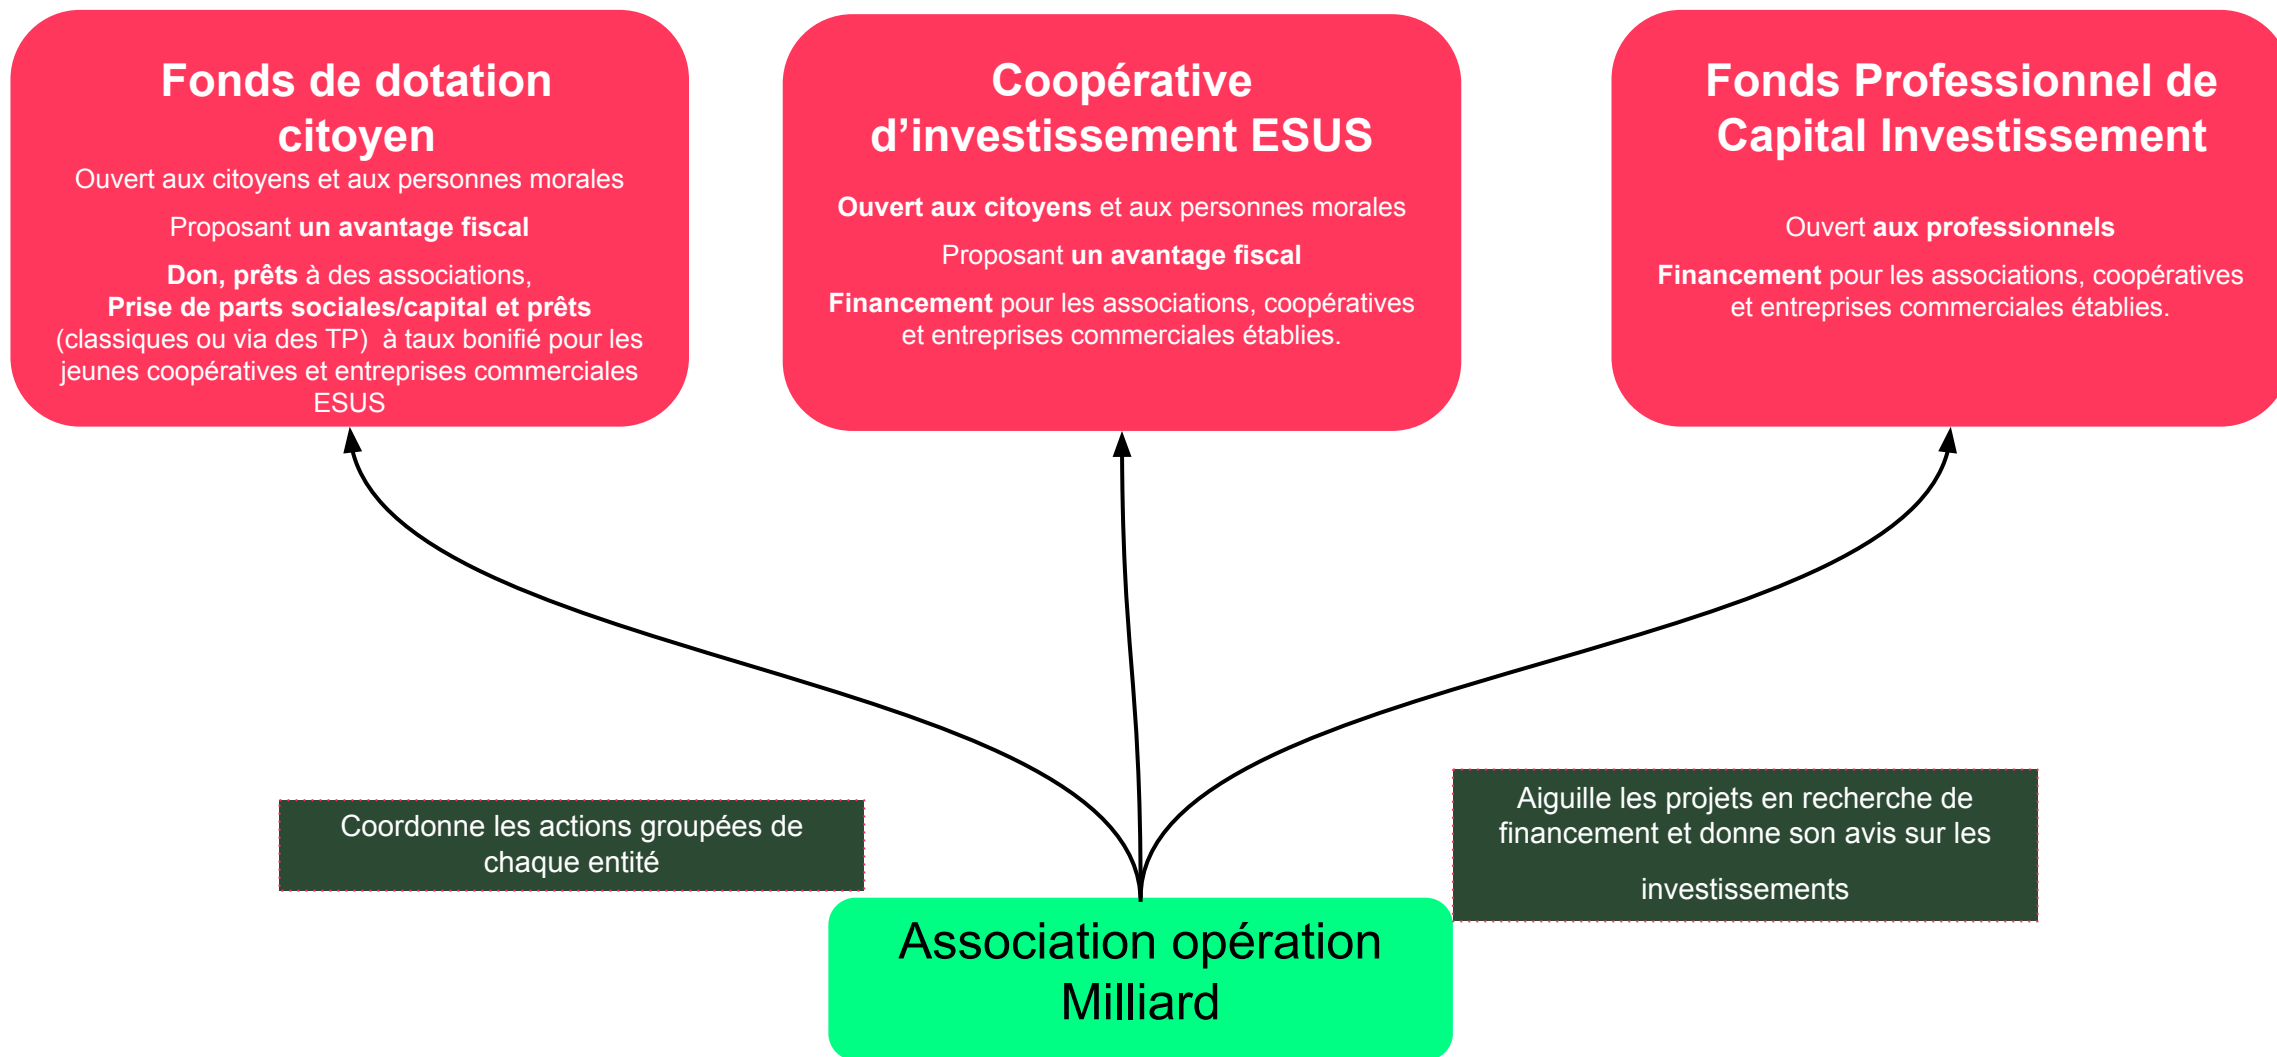 Fonds de dotation
citoyen
Ouvert aux citoyens et aux personnes morales
Proposant un avantage fiscal
Don, prêts à des associations,
Prise de parts sociales/capital et prêts
(classiques ou via des TP) à taux bonifié pour les
jeunes coopératives et entreprises commerciales
ESUS
Coopérative
d’investissement ESUS
Ouvert aux citoyens et aux personnes morales
Proposant un avantage fiscal
Financement pour les associations, coopératives
et entreprises commerciales établies.
Fonds Professionnel de
Capital Investissement
Ouvert aux professionnels
Financement pour les associations, coopératives
et entreprises commerciales établies.
Coordonne les actions groupées de
chaque entité
Aiguille les projets en recherche de
financement et donne son avis sur les
investissements
Association opération
Milliard